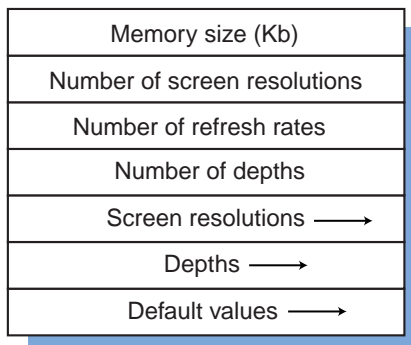 Memory size (Kb)
Number of screen resolutions
Number of refresh rates
Number of depths
Screen resolutions
Depths
Default values